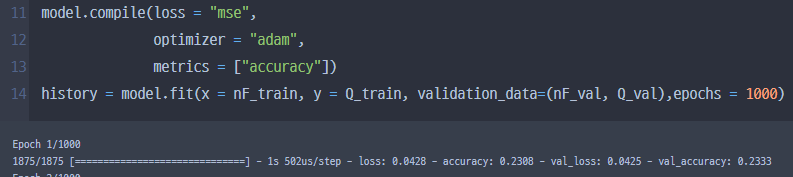 11 model.compile(loss = "mse",
12 optimizer = "adam",
13 metrics = ["accuracy"])
14 history = model.fit(x = nF_train, y = Q_train, validation_data=(nF_val, Q_val),epochs = 1000)
Epoch 1/1000
1875/1875 [==============================] - 1s 502us/step - loss: 0.0428 - accuracy: 0.2308 - val_loss: 0.0425 - val_accuracy: 0.2333